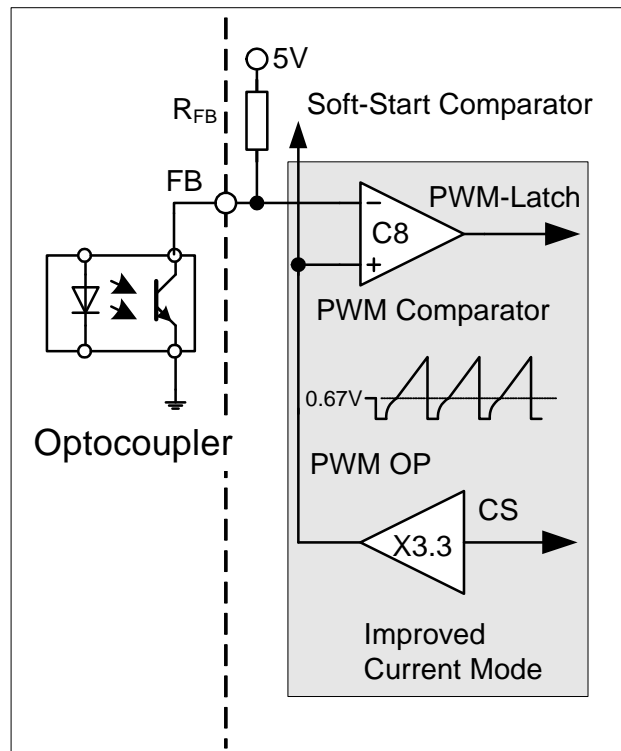 5V
RFB
Soft-Start Comparator
FB
PWM-Latch
C8
PWM Comparator
0.67V
Optocoupler
PWM OP
CS
X3.3
Improved
Current Mode